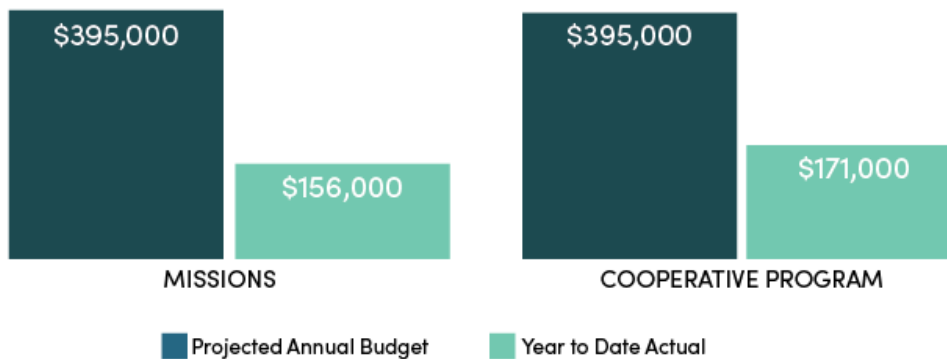 $395,000
$156,000
MISSIONS
$395,000
$171,000
COOPERATIVE PROGRAM
Projected Annual Budget
Year to Date Actual